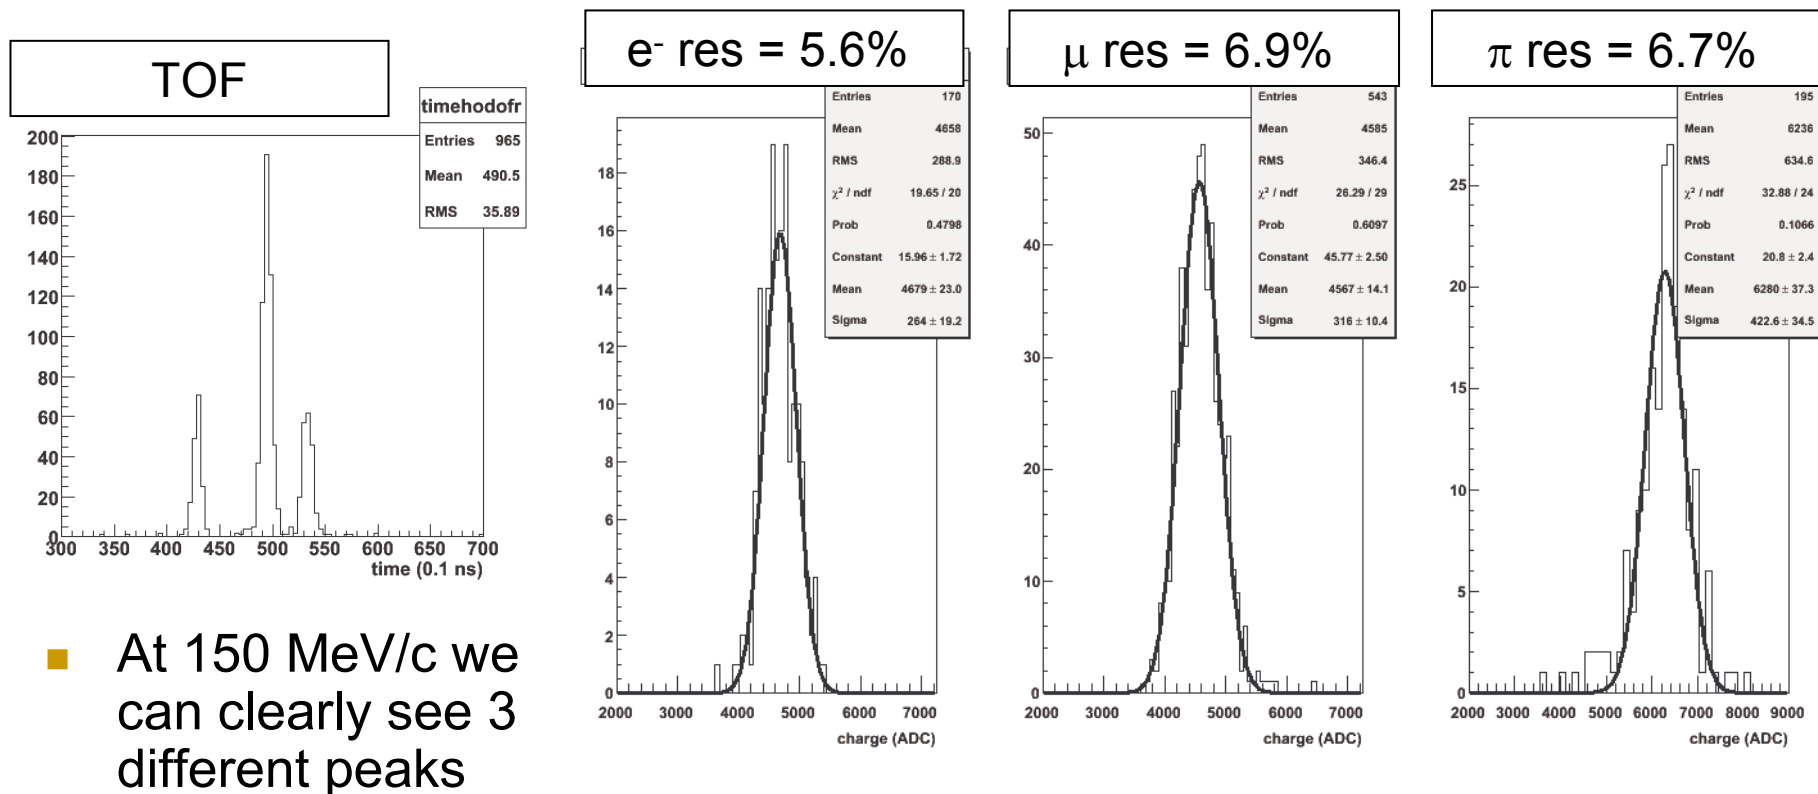 TOF
timehodofr
Entries 965
Mean 490.5
RMS 35.89
200
180
160
140
120
100
80
60
40
20
0
300 350 400 450 500 550 600 650 700
time (0.1 ns)
At 150 MeV/c we
can clearly see 3
different peaks
e- res = 5.6%
Entries 170
Mean 4658
RMS 288.9
χ² / ndf 19.65 / 20
Prob 0.4798
Constant 15.96 ± 1.72
Mean 4679 ± 23.0
Sigma 264 ± 19.2
18
16
14
12
10
8
6
4
2
0
2000 3000 4000 5000 6000 7000
charge (ADC)
μ res = 6.9%
Entries 543
Mean 4585
RMS 346.4
χ² / ndf 26.29 / 29
Prob 0.6097
Constant 45.77 ± 2.50
Mean 4567 ± 14.1
Sigma 316 ± 10.4
50
40
30
20
10
0
2000 3000 4000 5000 6000 7000
charge (ADC)
π res = 6.7%
Entries 195
Mean 6236
RMS 634.6
χ² / ndf 32.88 / 24
Prob 0.1066
Constant 20.8 ± 2.4
Mean 6280 ± 37.3
Sigma 422.6 ± 34.5
25
20
15
10
5
0
2000 3000 4000 5000 6000 7000 8000 9000
charge (ADC)